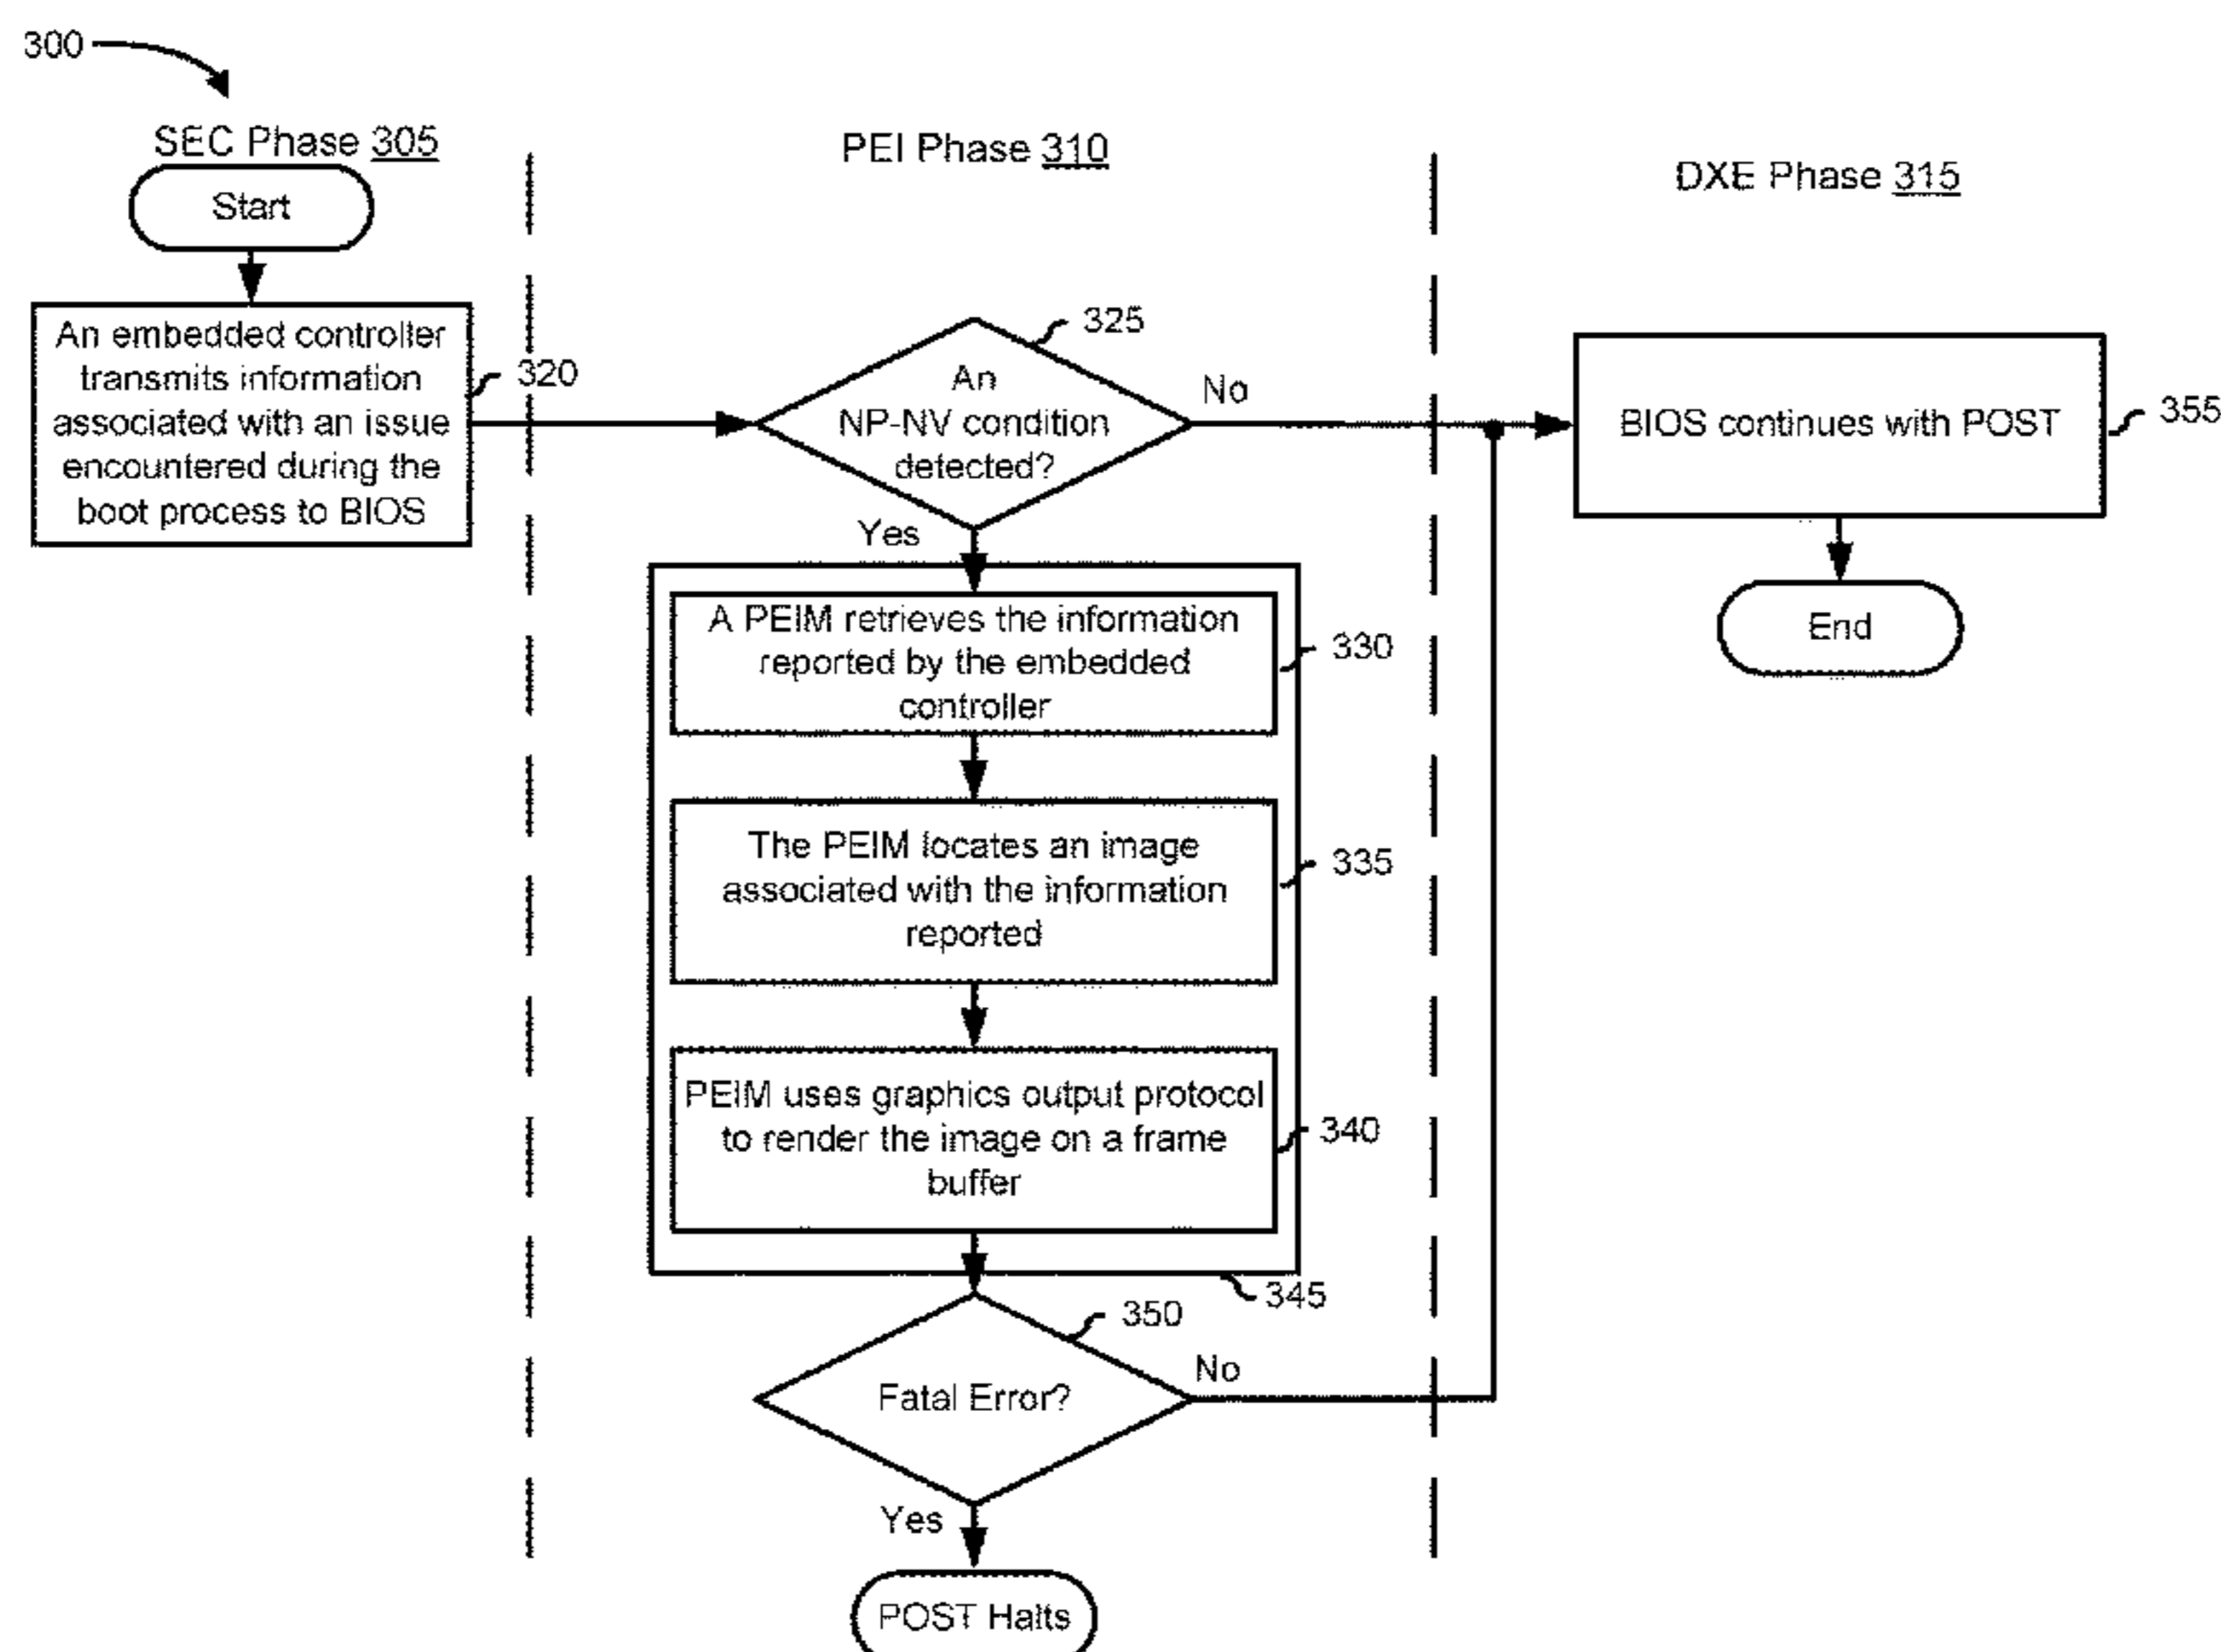 300
SEC Phase 305
PEI Phase 310
DXE Phase 315
Start
An embedded controller
transmits information
associated with an issue
encountered during the
boot process to BIOS
320
325
An
NP-NV condition
detected?
No
Yes
BIOS continues with POST
355
End
A PEIM retrieves the information
reported by the embedded
controller
330
The PEIM locates an image
associated with the information
reported
335
PEIM uses graphics output protocol
to render the image on a frame
buffer
340
345
350
Fatal Error?
No
Yes
POST Halts